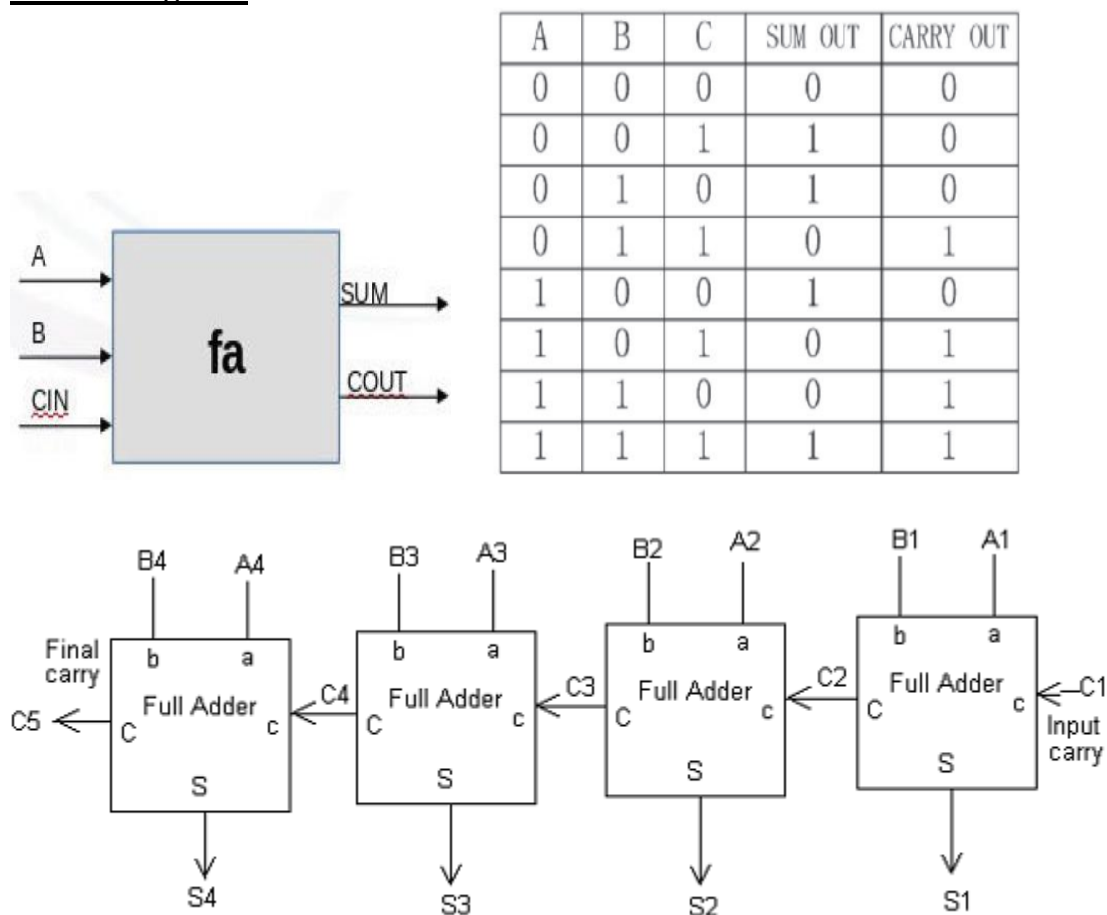 A B C SUM OUT CARRY OUT
0 0 0 0 0
0 0 1 1 0
0 1 0 1 0
0 1 1 0 1
1 0 0 1 0
1 0 1 0 1
1 1 0 0 1
1 1 1 1 1
A
B
CIN
fa
SUM
COUT
B4 A4 B3 A3 B2 A2 B1 A1
b a b a b a b a
Final
carry
Full Adder Full Adder Full Adder Full Adder
C5 C4 C3 C2 C1
C c C c C c C c
Input
carry
S S S S
S4 S3 S2 S1